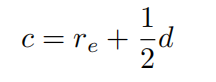 c = r_e + \frac{1}{2}d